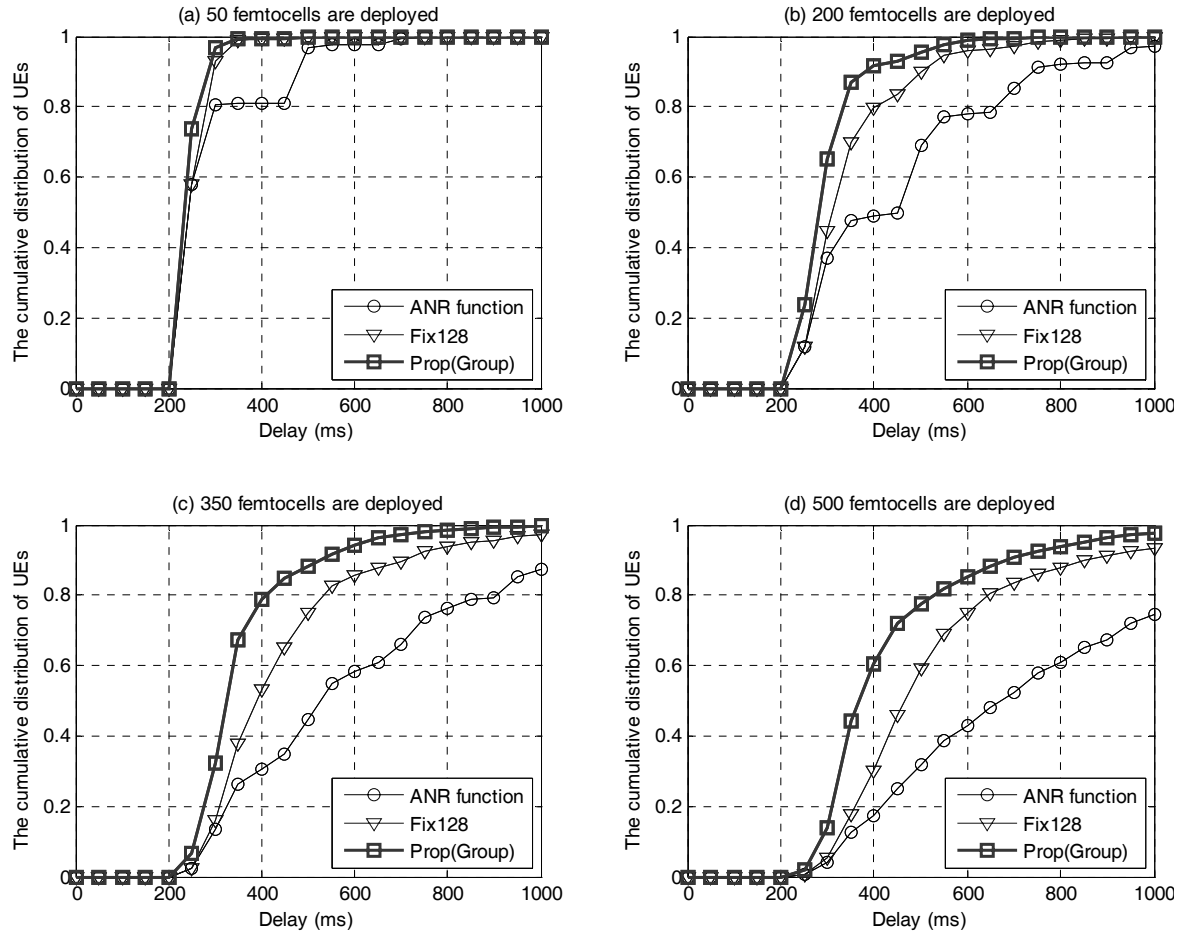 (a) 50 femtocells are deployed
The cumulative distribution of UEs
1
0.8
0.6
0.4
0.2
0
0 200 400 600 800 1000
Delay (ms)
ANR function
Fix128
Prop(Group)
(b) 200 femtocells are deployed
The cumulative distribution of UEs
1
0.8
0.6
0.4
0.2
0
0 200 400 600 800 1000
Delay (ms)
ANR function
Fix128
Prop(Group)
(c) 350 femtocells are deployed
The cumulative distribution of UEs
1
0.8
0.6
0.4
0.2
0
0 200 400 600 800 1000
Delay (ms)
ANR function
Fix128
Prop(Group)
(d) 500 femtocells are deployed
The cumulative distribution of UEs
1
0.8
0.6
0.4
0.2
0
0 200 400 600 800 1000
Delay (ms)
ANR function
Fix128
Prop(Group)